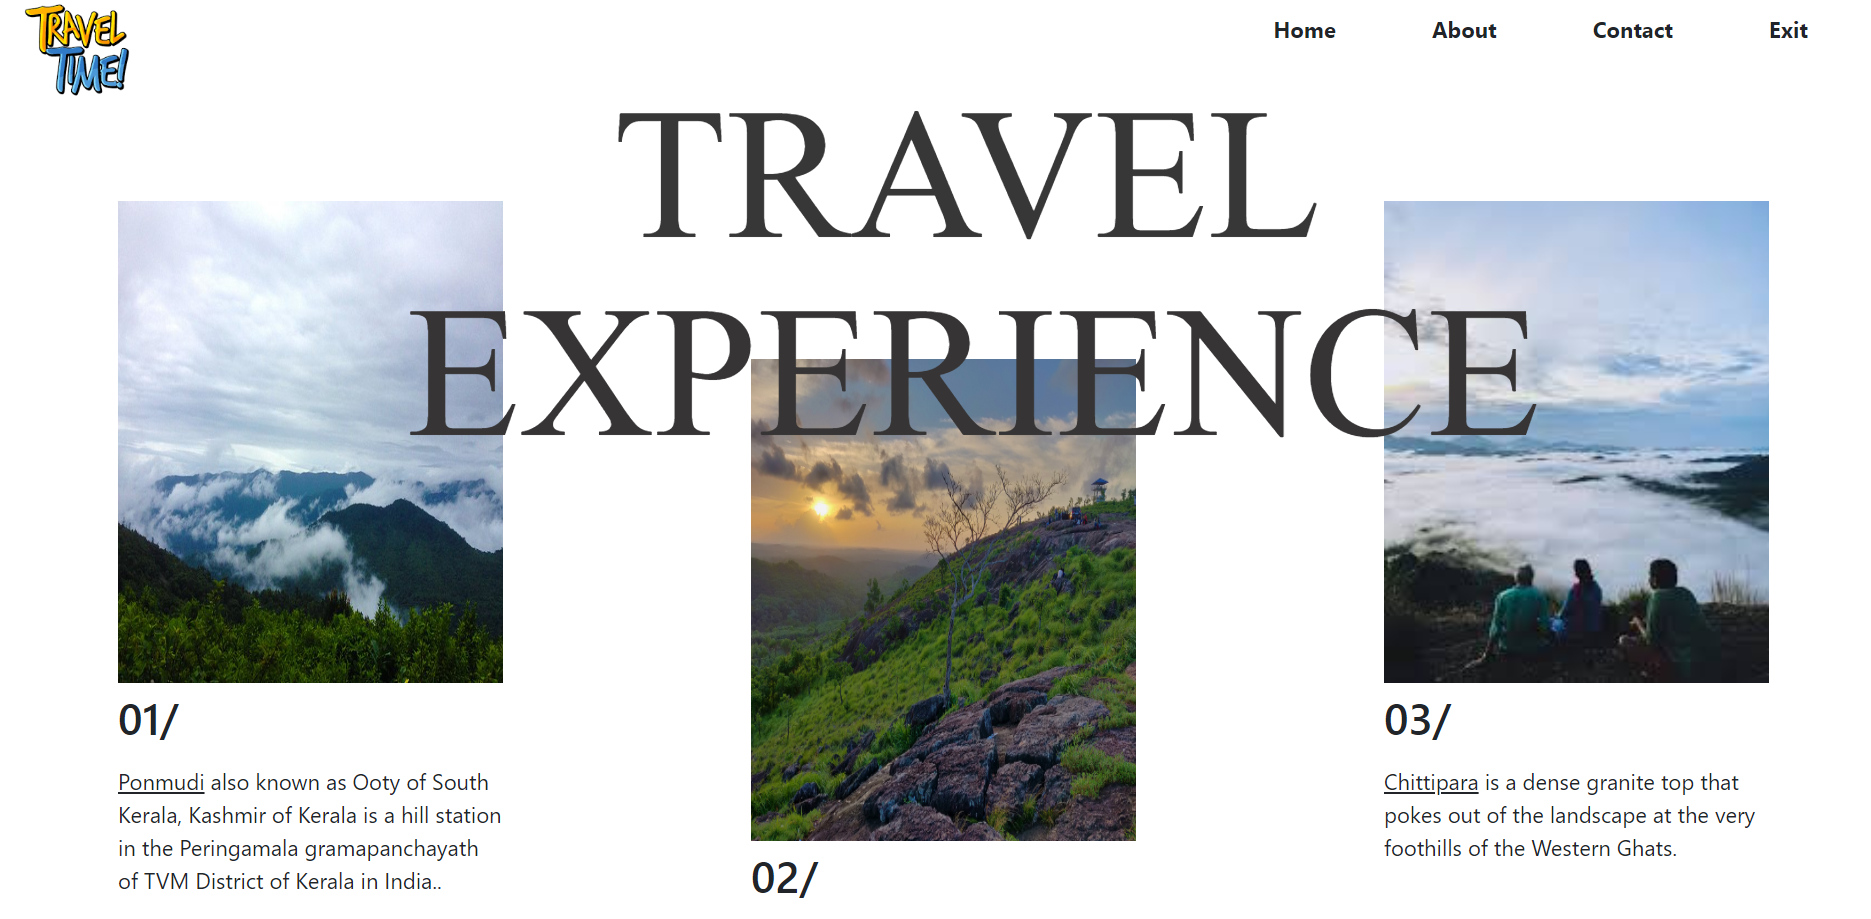 TRAVEL
TIME!
Home About Contact Exit
TRAVEL
EXPERIENCE
01/
Ponmudi also known as Ooty of South
Kerala, Kashmir of Kerala is a hill station
in the Peringamala gramapanchayath
of TVM District of Kerala in India..
02/
03/
Chittipara is a dense granite top that
pokes out of the landscape at the very
foothills of the Western Ghats.